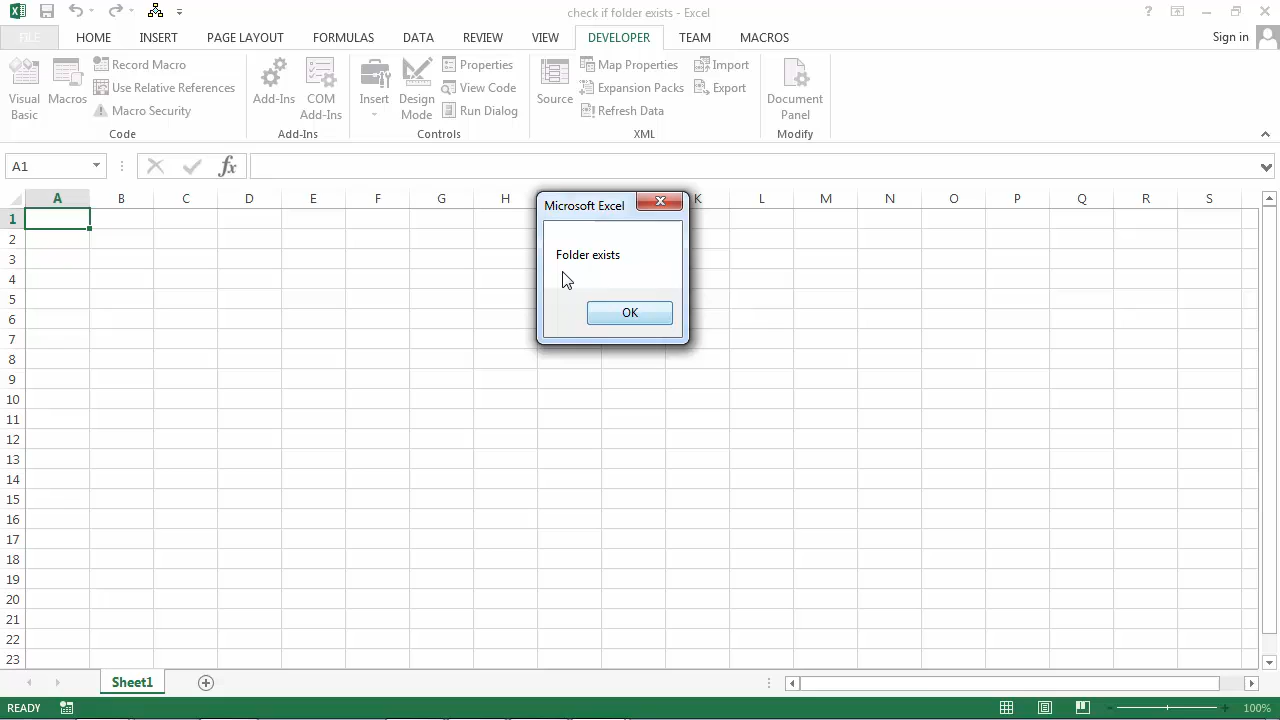 check if folder exists - Excel
?
FILE HOME INSERT PAGE LAYOUT FORMULAS DATA REVIEW VIEW DEVELOPER TEAM MACROS Sign in
Visual Basic
Macros
Record Macro
Use Relative References
Macro Security
Code
Add-Ins
COM Add-Ins
Add-Ins
Insert
Design Mode
Properties
View Code
Run Dialog
Controls
Source
Map Properties
Expansion Packs
Refresh Data
Import
Export
XML
Document Panel
Modify
A1
fx
A B C D E F G H K L M N O P Q R S
Microsoft Excel
Folder exists
OK
1
2
3
4
5
6
7
8
9
10
11
12
13
14
15
16
17
18
19
20
21
22
23
Sheet1
READY
100%